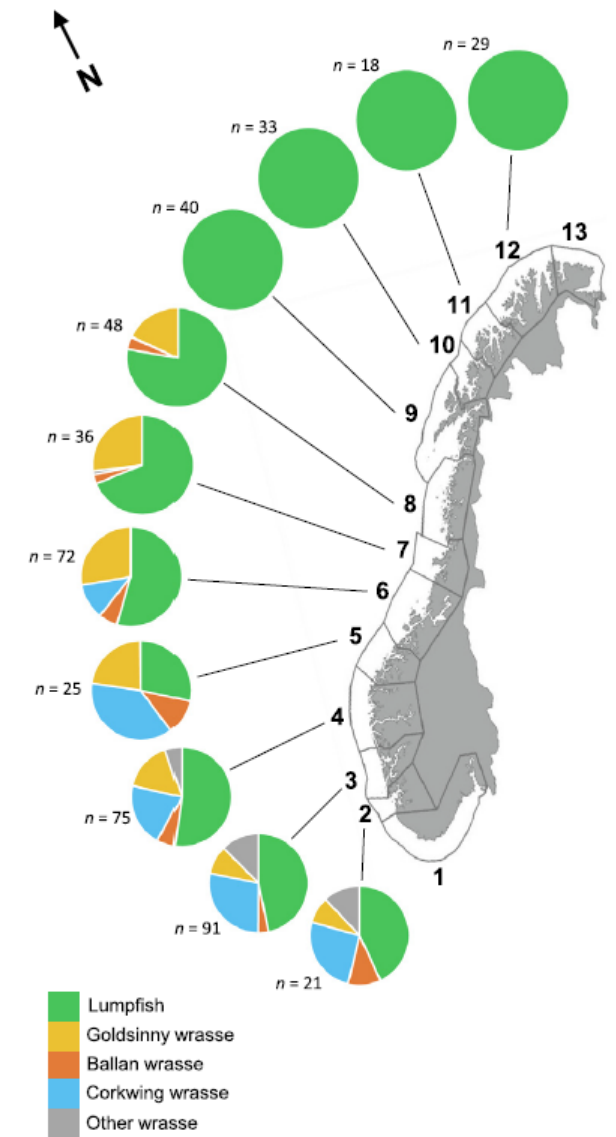 N
n = 29
n = 18
n = 33
n = 40
n = 48
n = 36
n = 72
n = 25
n = 75
n = 91
n = 21
13
12
11
10
9
8
7
6
5
4
3
2
1
Lumpfish
Goldsinny wrasse
Ballan wrasse
Corkwing wrasse
Other wrasse